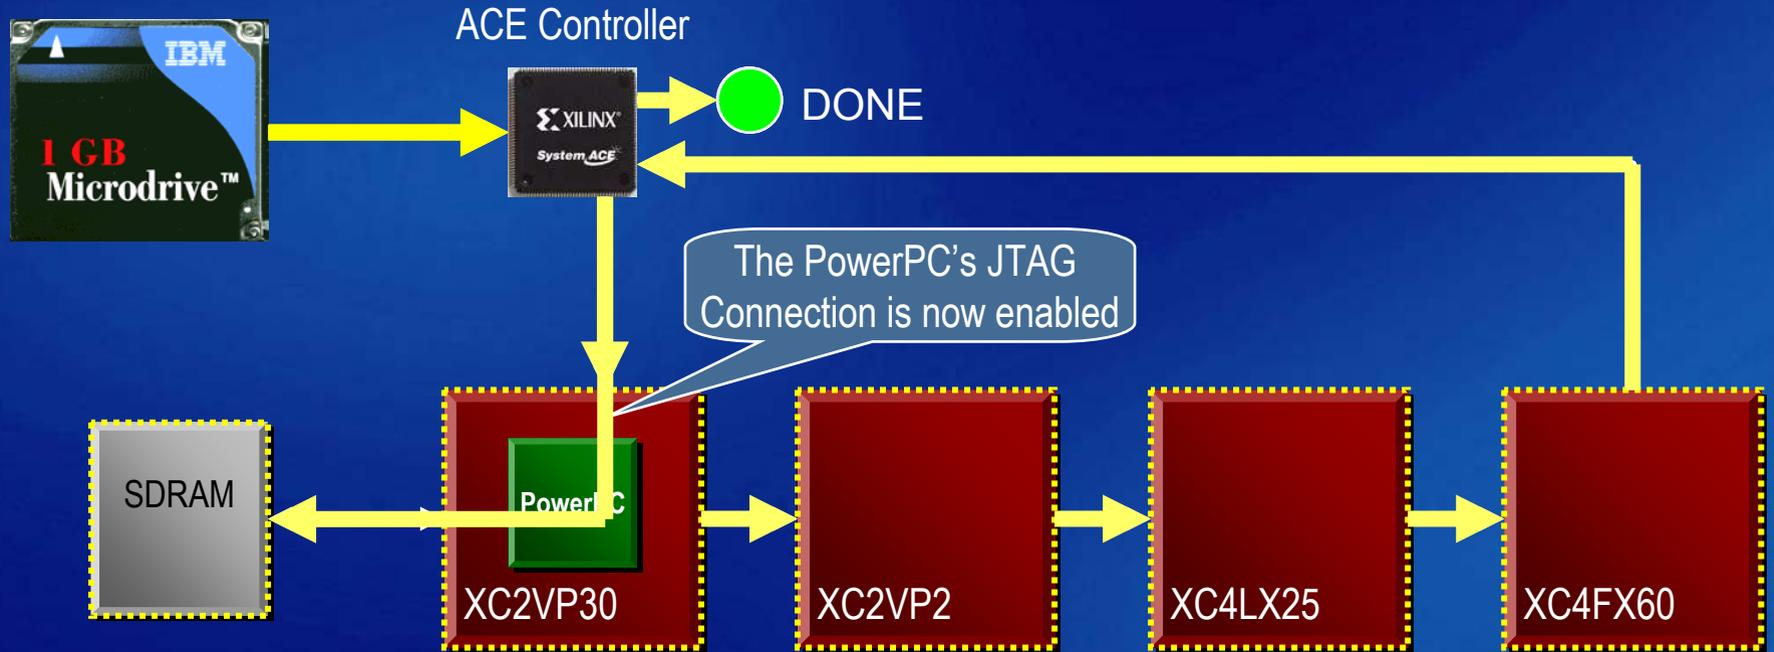 ACE Controller
IBM
1 GB
Microdrive™
XILINX®
System ACE
DONE
The PowerPC’s JTAG
Connection is now enabled
SDRAM
PowerPC
XC2VP30
XC2VP2
XC4LX25
XC4FX60